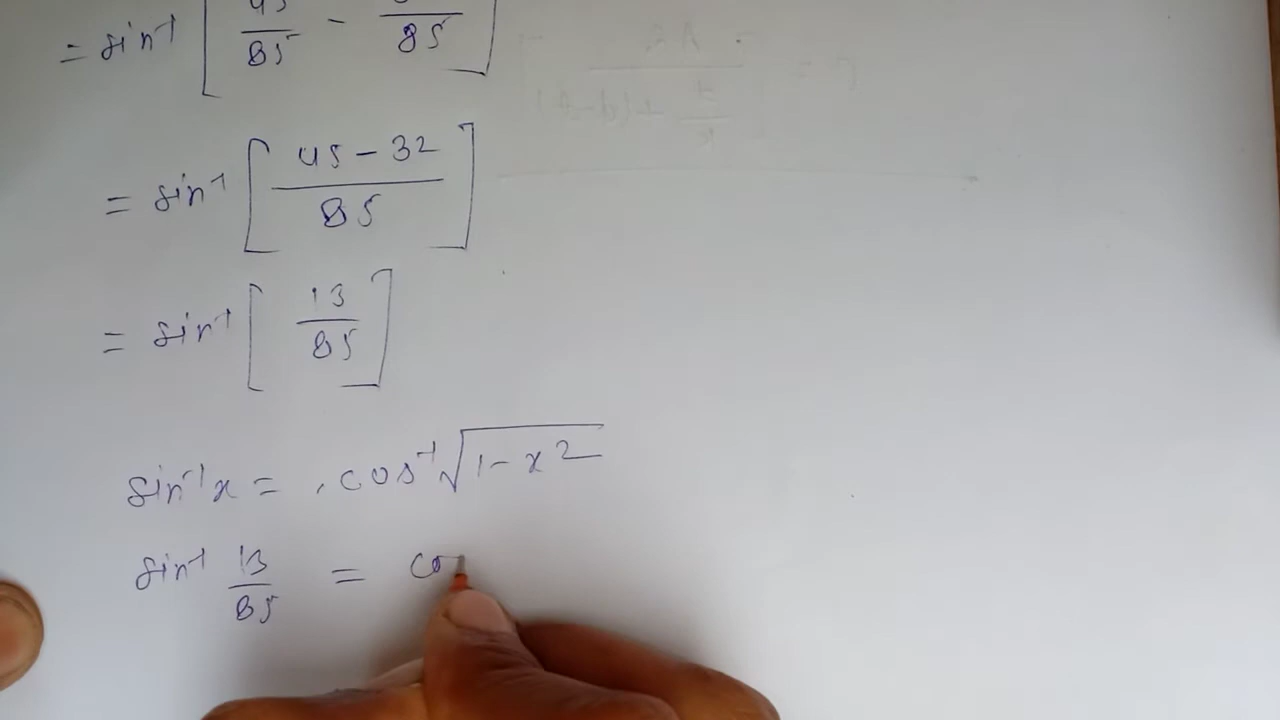 = sin⁻¹ [ 45/85 - /85 ]
= sin⁻¹ [ (45 - 32)/85 ]
= sin⁻¹ [ 13/85 ]
sin⁻¹x = cos⁻¹ √(1 - x²)
sin⁻¹ 13/85 = co